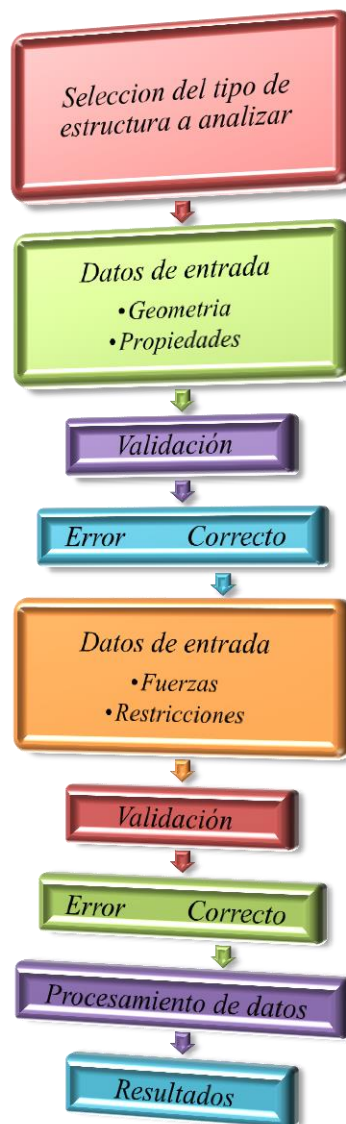 Seleccion del tipo de
estructura a analizar
Datos de entrada
•Geometria
•Propiedades
Validación
Error Correcto
Datos de entrada
•Fuerzas
•Restricciones
Validación
Error Correcto
Procesamiento de datos
Resultados